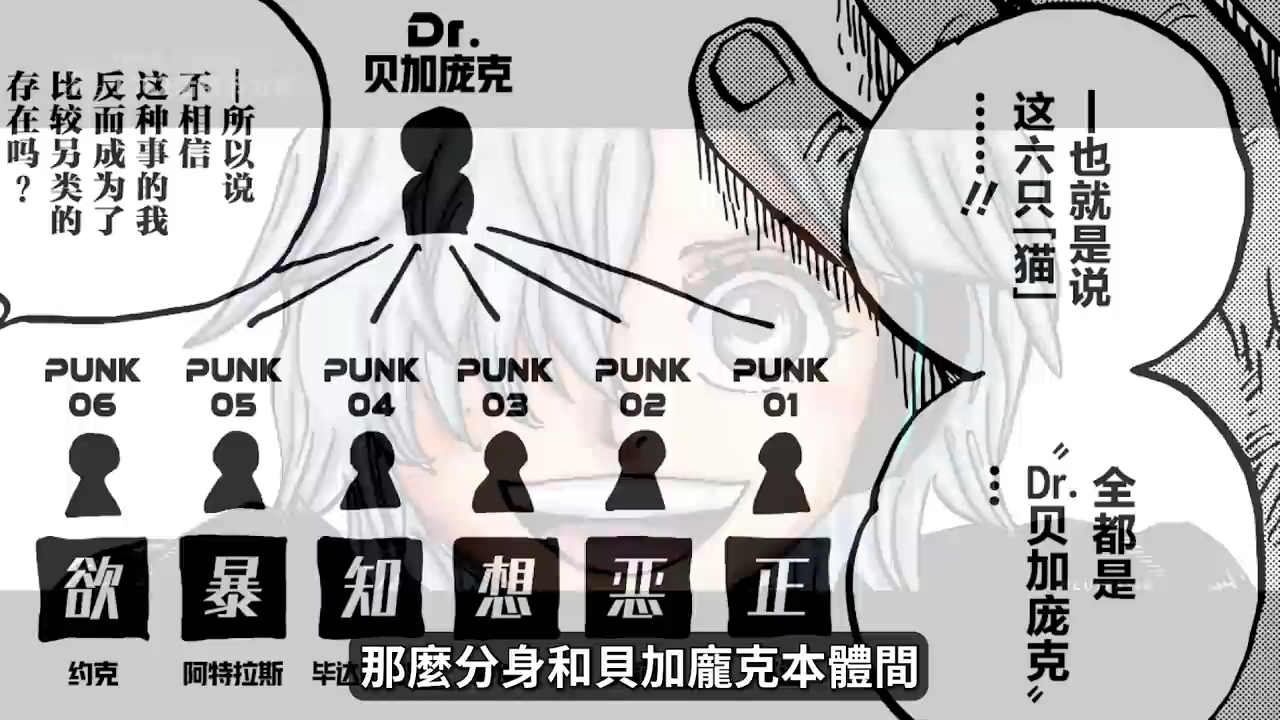 Dr.
贝加庞克
—也就是说
这六只「猫」
……!!
全都是
〝Dr.贝加庞克〟
…
—所以说
不相信
这种事的我
反而成为了
比较另类的
存在吗？
PUNK 06
PUNK 05
PUNK 04
PUNK 03
PUNK 02
PUNK 01
欲
暴
知
想
恶
正
约克
阿特拉斯
毕达
那麼分身和貝加龐克本體間